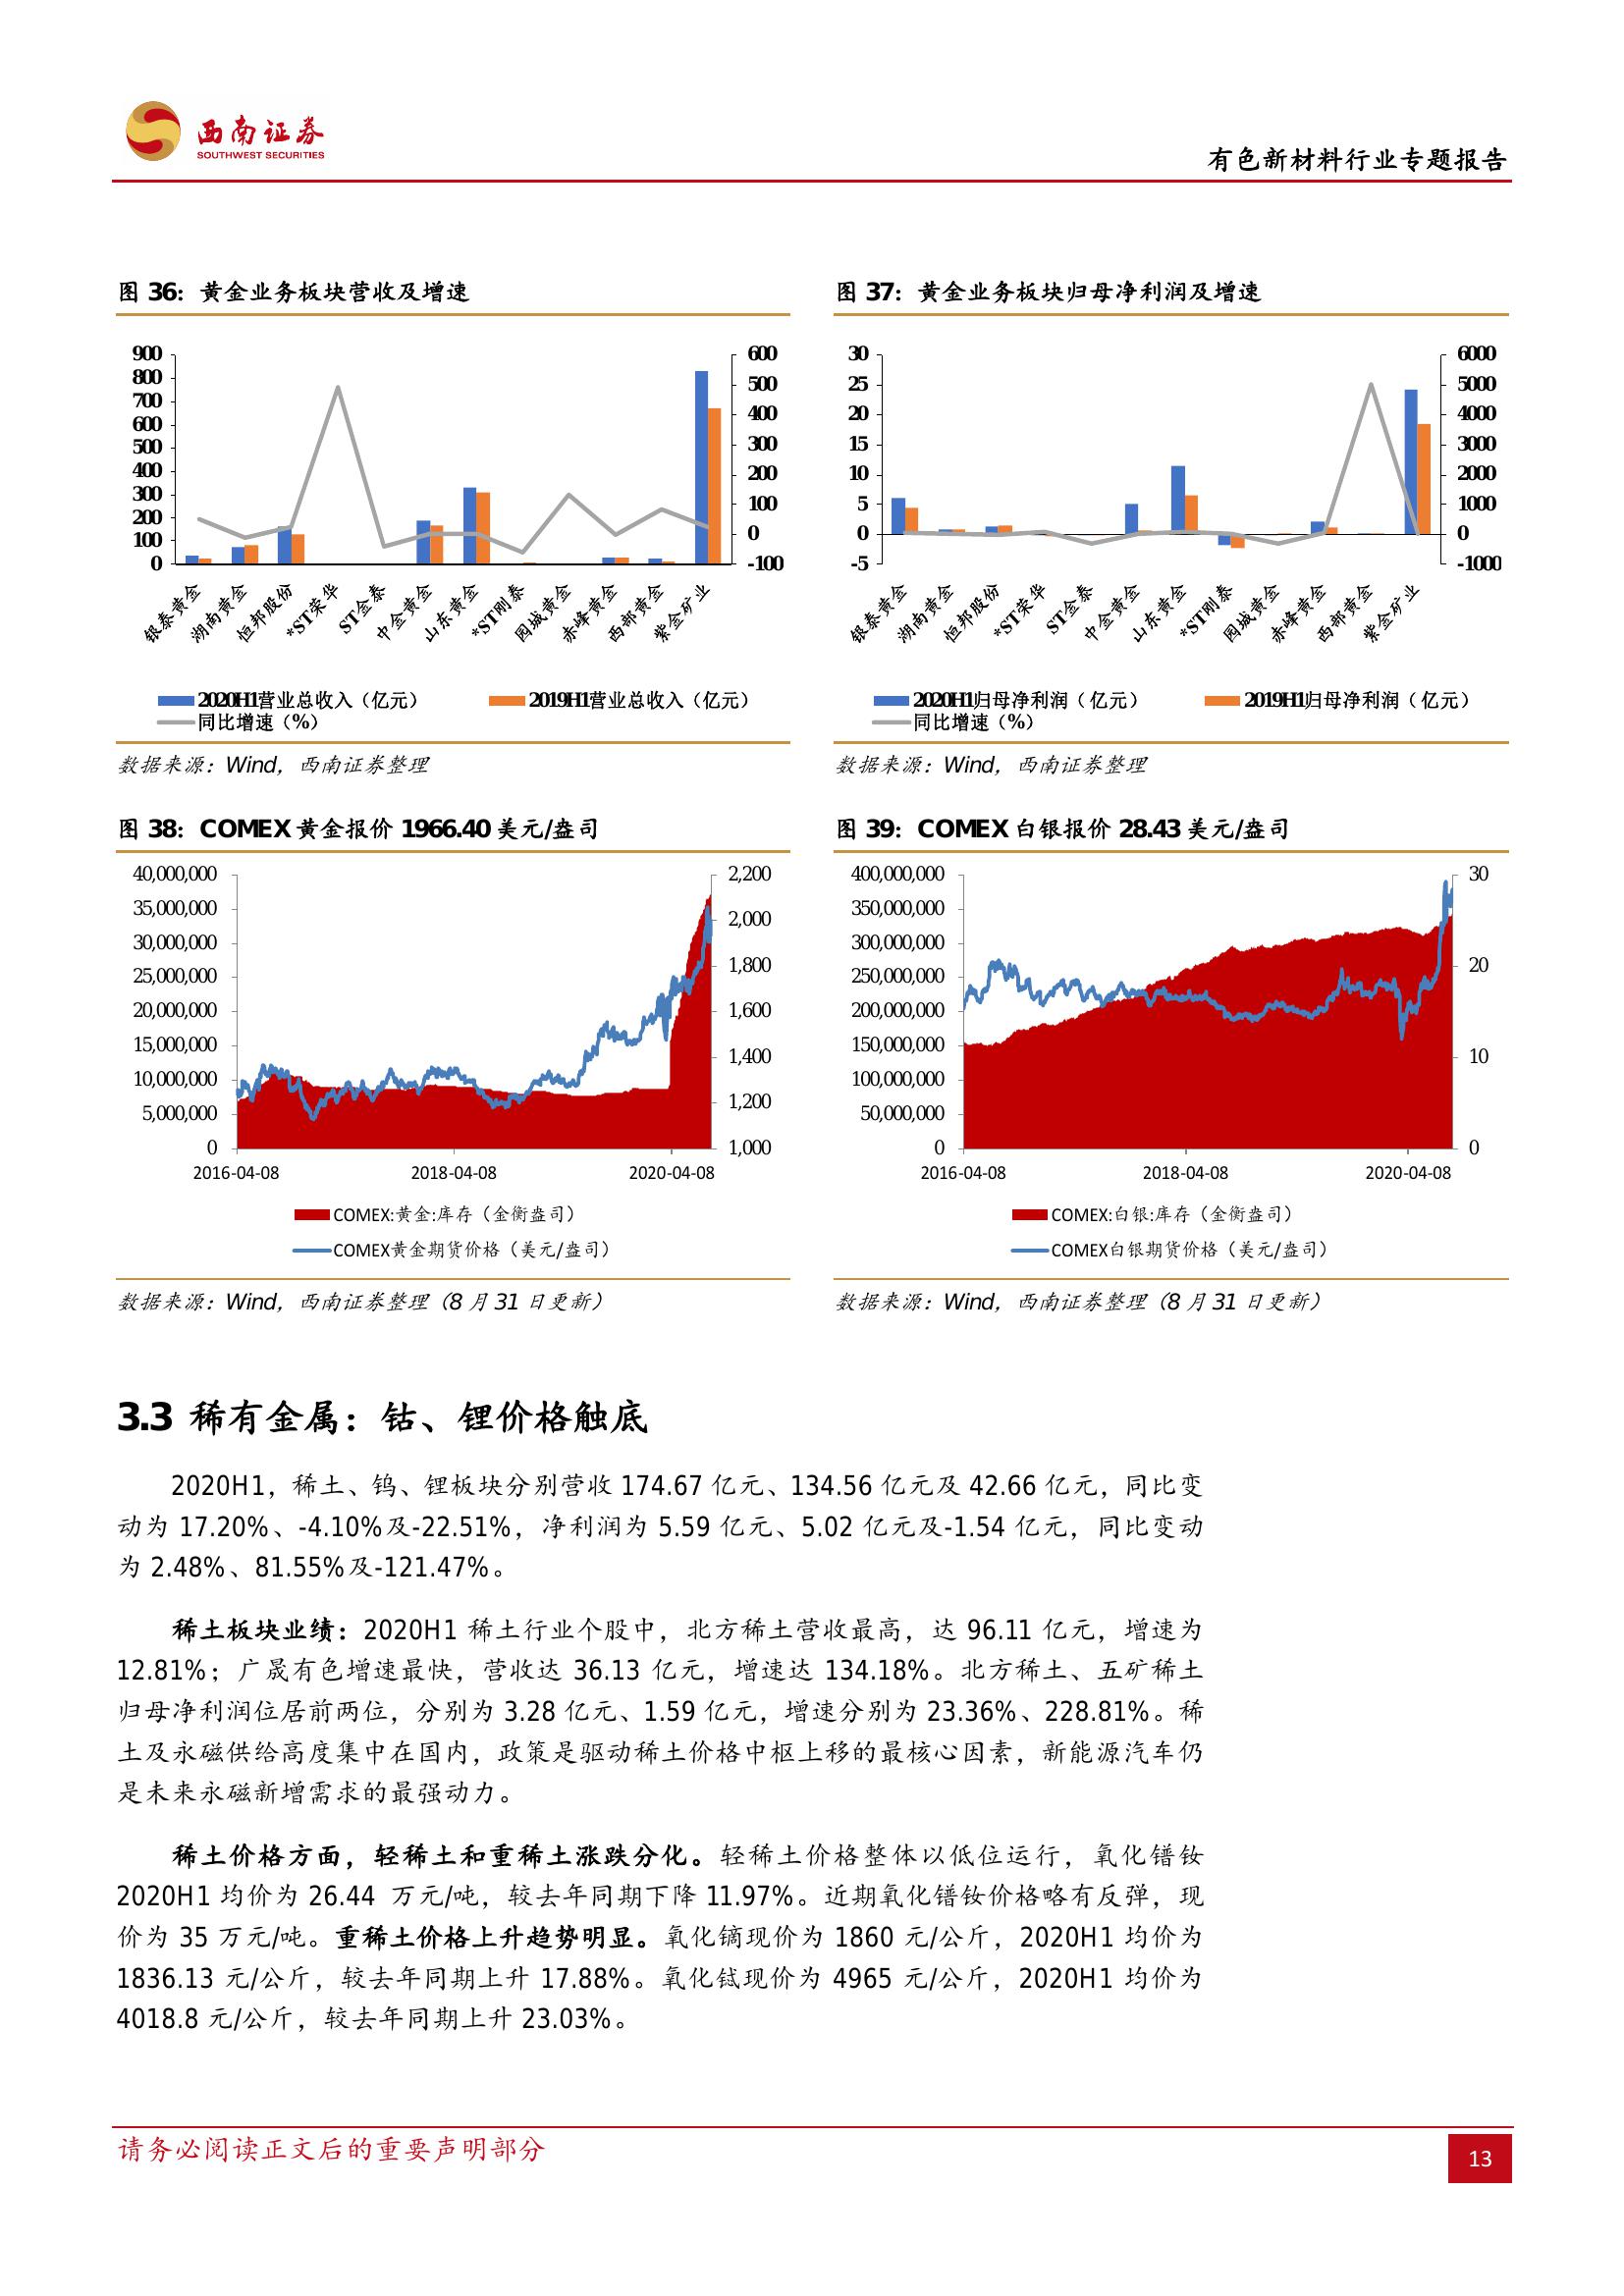 西南证券
SOUTHWEST SECURITIES
有色新材料行业专题报告
图 36：黄金业务板块营收及增速
900
800
700
600
500
400
300
200
100
0
600
500
400
300
200
100
0
-100
银泰黄金
湖南黄金
恒邦股份
*ST荣华
ST金泰
中金黄金
山东黄金
*ST刚泰
园城黄金
赤峰黄金
西部黄金
紫金矿业
2020H1营业总收入（亿元）
2019H1营业总收入（亿元）
同比增速（%）
数据来源：Wind，西南证券整理
图 37：黄金业务板块归母净利润及增速
30
25
20
15
10
5
0
-5
6000
5000
4000
3000
2000
1000
0
-1000
银泰黄金
湖南黄金
恒邦股份
*ST荣华
ST金泰
中金黄金
山东黄金
*ST刚泰
园城黄金
赤峰黄金
西部黄金
紫金矿业
2020H1归母净利润（亿元）
2019H1归母净利润（亿元）
同比增速（%）
数据来源：Wind，西南证券整理
图 38：COMEX 黄金报价 1966.40 美元/盎司
40,000,000
35,000,000
30,000,000
25,000,000
20,000,000
15,000,000
10,000,000
5,000,000
0
2,200
2,000
1,800
1,600
1,400
1,200
1,000
2016-04-08
2018-04-08
2020-04-08
COMEX:黄金:库存（金衡盎司）
COMEX黄金期货价格（美元/盎司）
数据来源：Wind，西南证券整理（8 月 31 日更新）
图 39：COMEX 白银报价 28.43 美元/盎司
400,000,000
350,000,000
300,000,000
250,000,000
200,000,000
150,000,000
100,000,000
50,000,000
0
30
20
10
0
2016-04-08
2018-04-08
2020-04-08
COMEX:白银:库存（金衡盎司）
COMEX白银期货价格（美元/盎司）
数据来源：Wind，西南证券整理（8 月 31 日更新）
3.3 稀有金属：钴、锂价格触底
2020H1，稀土、钨、锂板块分别营收 174.67 亿元、134.56 亿元及 42.66 亿元，同比变
动为 17.20%、-4.10%及-22.51%，净利润为 5.59 亿元、5.02 亿元及-1.54 亿元，同比变动
为 2.48%、81.55%及-121.47%。
稀土板块业绩：2020H1 稀土行业个股中，北方稀土营收最高，达 96.11 亿元，增速为
12.81%；广晟有色增速最快，营收达 36.13 亿元，增速达 134.18%。北方稀土、五矿稀土
归母净利润位居前两位，分别为 3.28 亿元、1.59 亿元，增速分别为 23.36%、228.81%。稀
土及永磁供给高度集中在国内，政策是驱动稀土价格中枢上移的最核心因素，新能源汽车仍
是未来永磁新增需求的最强动力。
稀土价格方面，轻稀土和重稀土涨跌分化。轻稀土价格整体以低位运行，氧化镨钕
2020H1 均价为 26.44 万元/吨，较去年同期下降 11.97%。近期氧化镨钕价格略有反弹，现
价为 35 万元/吨。重稀土价格上升趋势明显。氧化镝现价为 1860 元/公斤，2020H1 均价为
1836.13 元/公斤，较去年同期上升 17.88%。氧化铽现价为 4965 元/公斤，2020H1 均价为
4018.8 元/公斤，较去年同期上升 23.03%。
请务必阅读正文后的重要声明部分
13